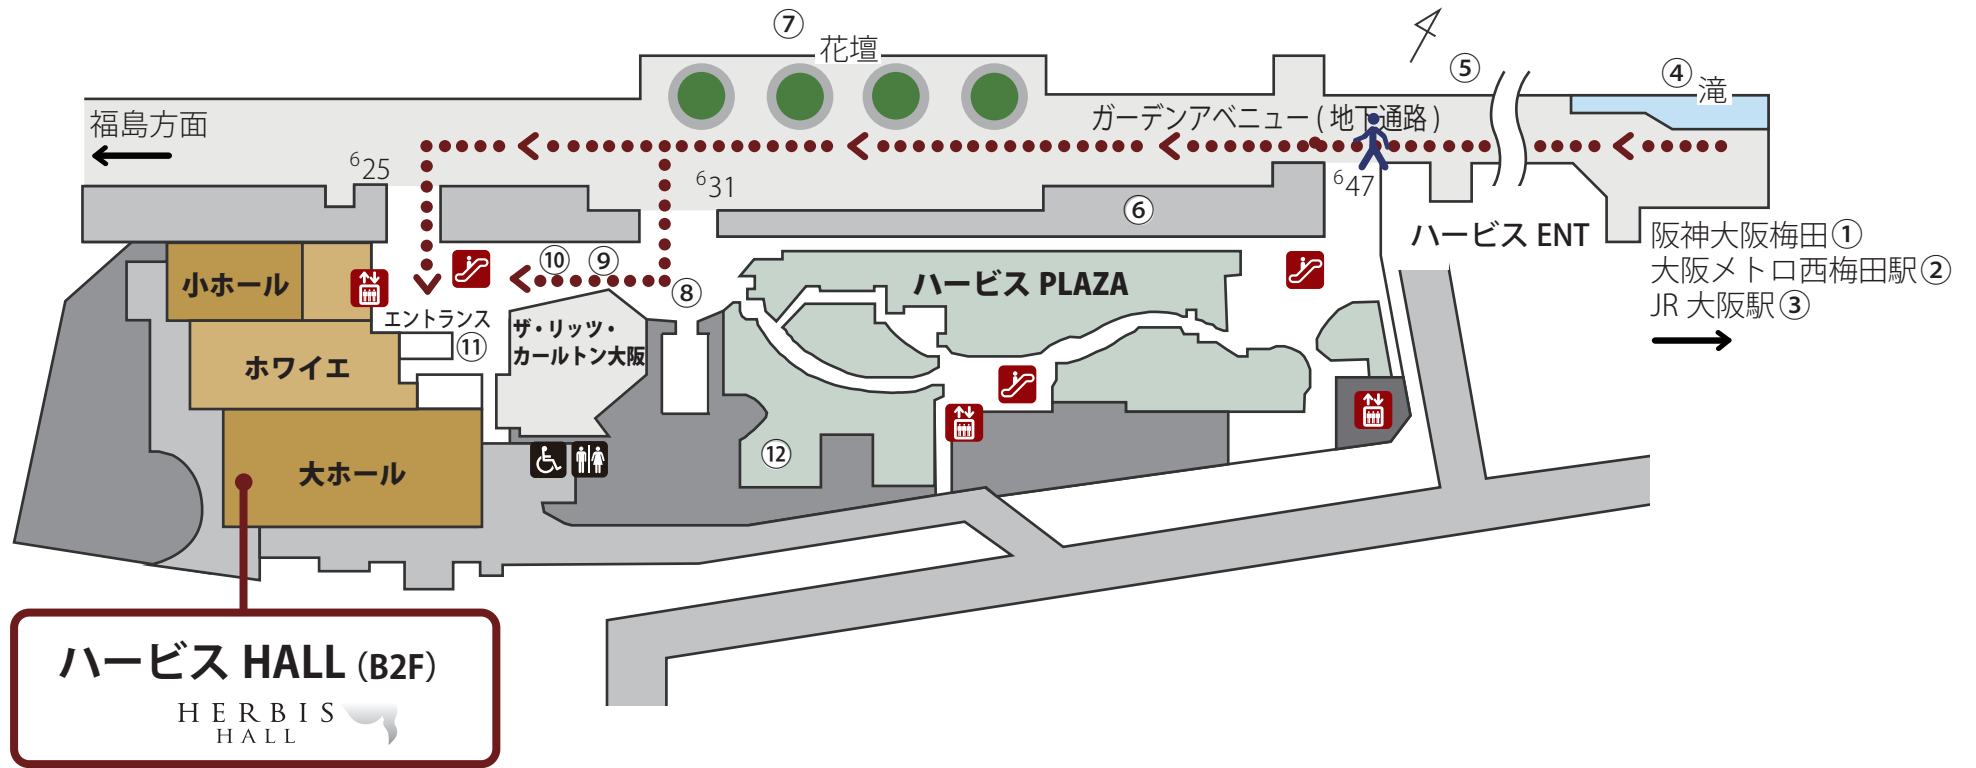 ⑦
花壇
⑤
④
滝
福島方面
ガーデンアベニュー ( 地下通路 )
625
631
647
⑥
ハービス ENT
阪神大阪梅田①
大阪メトロ西梅田駅②
JR 大阪駅③
小ホール
⑩
⑨
⑧
ハービス PLAZA
エントランス
⑪
ザ・リッツ・
カールトン大阪
ホワイエ
大ホール
⑫
ハービス HALL (B2F)
HERBIS
HALL